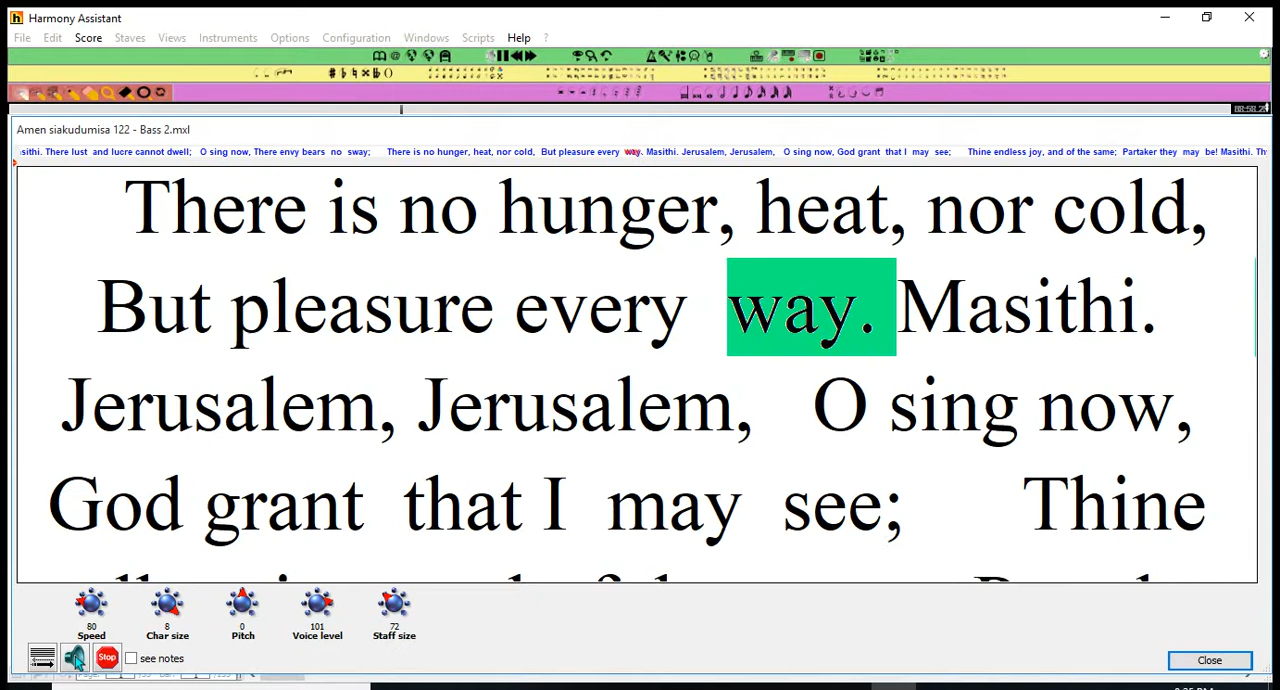 Harmony Assistant
File Edit Score Staves Views Instruments Options Configuration Windows Scripts Help ?
Amen siakudumisa 122 - Bass 2.mxl
sithi. There lust and lucre cannot dwell; O sing now, There envy bears no sway; There is no hunger, heat, nor cold, But pleasure every way. Masithi. Jerusalem, Jerusalem, O sing now, God grant that I may see; Thine endless joy, and of the same; Partaker they may be! Masithi.
There is no hunger, heat, nor cold,
But pleasure every way. Masithi.
Jerusalem, Jerusalem, O sing now,
God grant that I may see; Thine
80 8 0 101 72
Speed Char size Pitch Voice level Staff size
Stop see notes Close